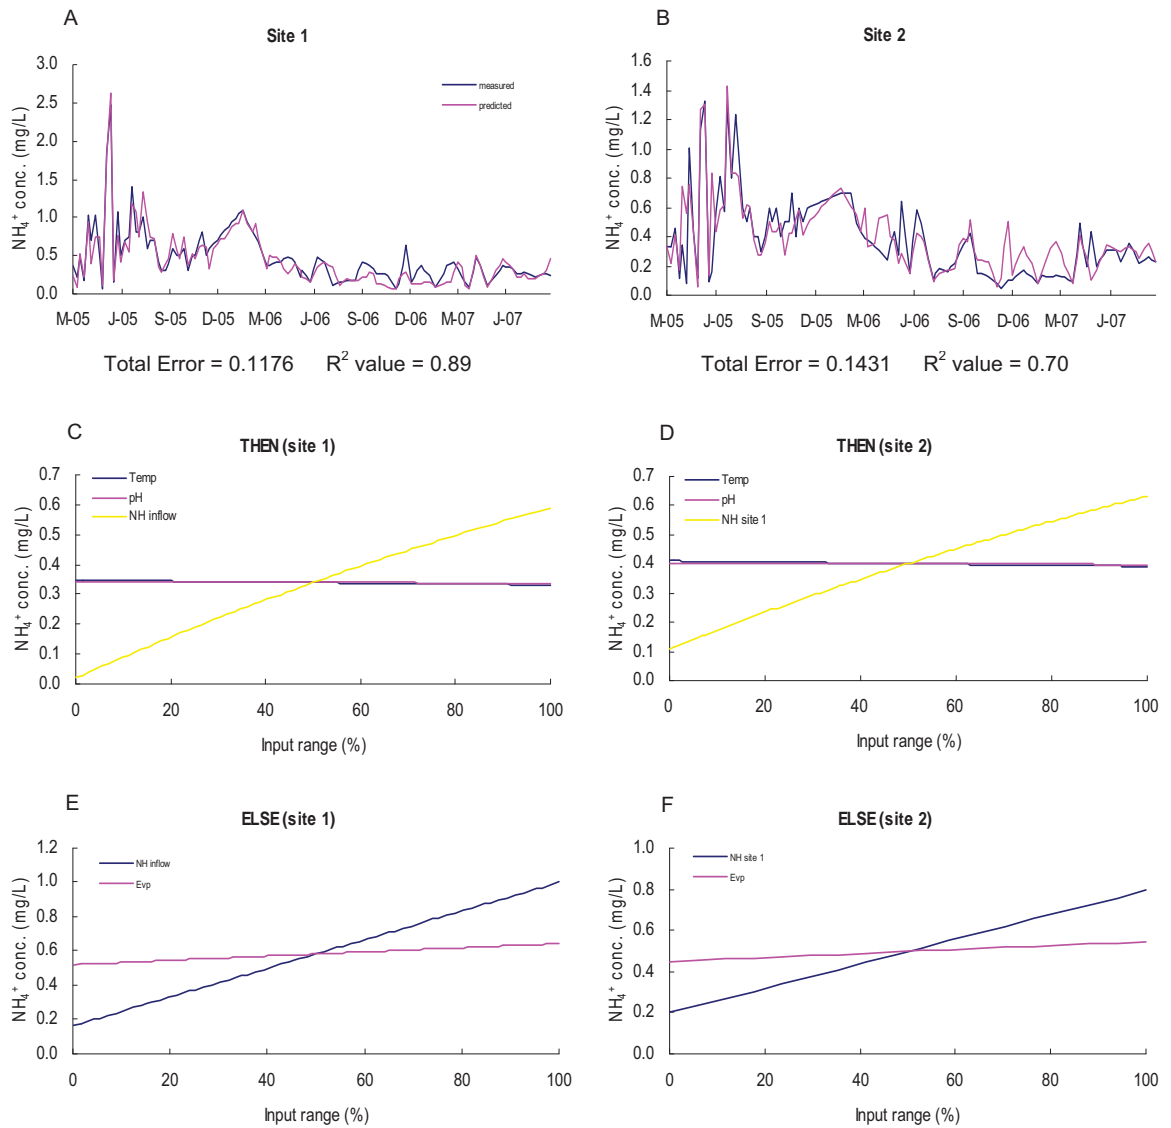 A
Site 1
3.0
2.5
2.0
1.5
1.0
0.5
0.0
NH₄⁺ conc. (mg/L)
measured
predicted
M-05 J-05 S-05 D-05 M-06 J-06 S-06 D-06 M-07 J-07
Total Error = 0.1176 R² value = 0.89
B
Site 2
1.6
1.4
1.2
1.0
0.8
0.6
0.4
0.2
0.0
NH₄⁺ conc. (mg/L)
M-05 J-05 S-05 D-05 M-06 J-06 S-06 D-06 M-07 J-07
Total Error = 0.1431 R² value = 0.70
C
THEN (site 1)
0.7
0.6
0.5
0.4
0.3
0.2
0.1
0.0
NH₄⁺ conc. (mg/L)
Temp
pH
NH inflow
0 20 40 60 80 100
Input range (%)
D
THEN (site 2)
0.7
0.6
0.5
0.4
0.3
0.2
0.1
0.0
NH₄⁺ conc. (mg/L)
Temp
pH
NH site 1
0 20 40 60 80 100
Input range (%)
E
ELSE (site 1)
1.2
1.0
0.8
0.6
0.4
0.2
0.0
NH₄⁺ conc. (mg/L)
NH inflow
Evp
0 20 40 60 80 100
Input range (%)
F
ELSE (site 2)
1.0
0.8
0.6
0.4
0.2
0.0
NH₄⁺ conc. (mg/L)
NH site 1
Evp
0 20 40 60 80 100
Input range (%)